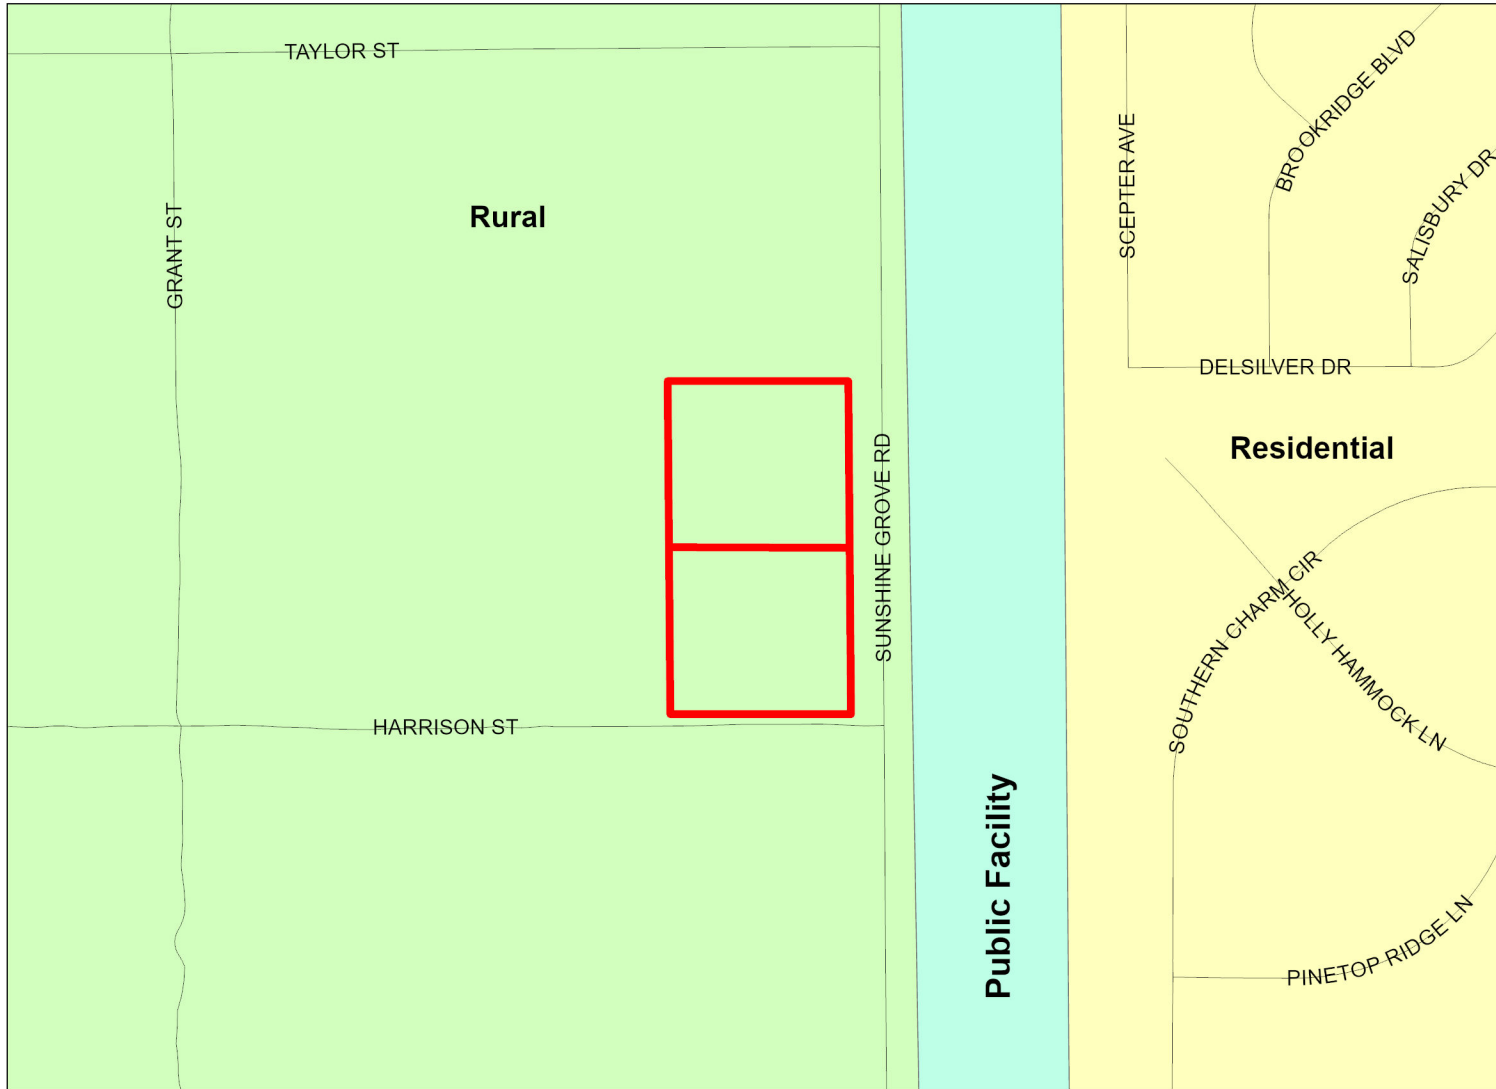 TAYLOR ST
BROOKRIDGE BLVD
SCEPTER AVE
SALISBURY DR
GRANT ST
Rural
DELSILVER DR
Residential
SUNSHINE GROVE RD
SOUTHERN CHARM CIR
HOLLY HAMMOCK LN
HARRISON ST
Public Facility
PINETOP RIDGE LN